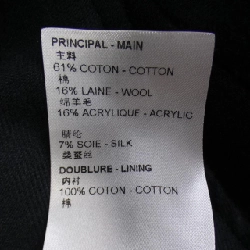 PRINCIPAL - MAIN
主料
61% COTON - COTTON
棉
16% LAINE - WOOL
绵羊毛
16% ACRYLIQUE - ACRYLIC
腈纶
7% SOIE - SILK
桑蚕丝
DOUBLURE - LINING
内衬
100% COTON - COTTON
棉